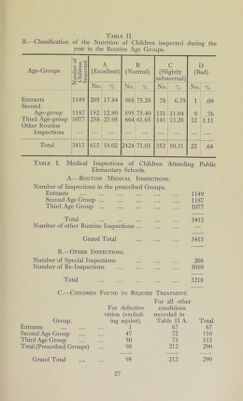 TABLE II.
B.—Classification of the Nutrition of Children inspected during the
year in the Routine Age Groups.
Age-Groups Number of Children Inspected A (Excellent) B (Normal) C (Slightly subnormal) D (Bad)
No. % No. % No. % No. %
Entrants 1149 205 17.84 865 75.28 78 6.79 1 .09
Second
Age-group 1187 152 12.80 895 75.40 131 11.04 9 .76
Third Age-group 1077 258 23.95 664 61.65 143 13.28 12 1.11
Other Routine
Inspections ... — — — — — — — — —
Total 3413 615 18.02 2424 71.03 352 10.31 22 .64
TABLE I. Medical Inspections of Children Attending Public
Elementary Schools.
A.—ROUTINE MEDICAL INSPECTIONS.
Number of Inspections in the prescribed Groups.
Entrants ... ... ... ... ... ... 1149
Second Age Group ... ... ... ... ... 1187
Third Age Group ... ... ... ... ... 1077
Total ... ... ... ... 3413
Number of other Routine Inspections ... ... ... —
Grand Total ... ... ... 3413
B.—OTHER INSPECTIONS.
Number of Special Inspections ... ... ... 208
Number of Re-Inspections ... ... ... ... 3010
Total ... ... ... ... 3218
C.—CHILDREN FOUND TO REQUIRE TREATMENT.
Group. For defective vision (excluding squint). For all other conditions recorded in Table II A. Total.
Entrants ... ... ... 1 67 67
Second Age Group ... 47 72 110
Third Age Group ... 50 73 113
Total (Prescribed Groups) 98 212 290
Grand Total ... 98 212 290
27